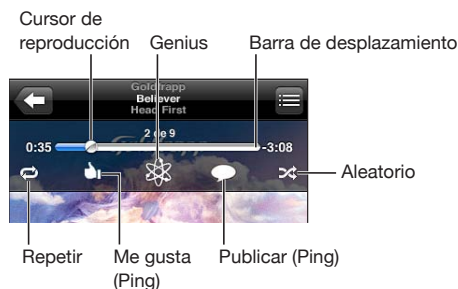 Cursor de
reproducción
Genius
Barra de desplazamiento
Goldfrapp
Believer
Head First
2 de 9
0:35
-3:08
Aleatorio
Repetir
Me gusta
(Ping)
Publicar (Ping)